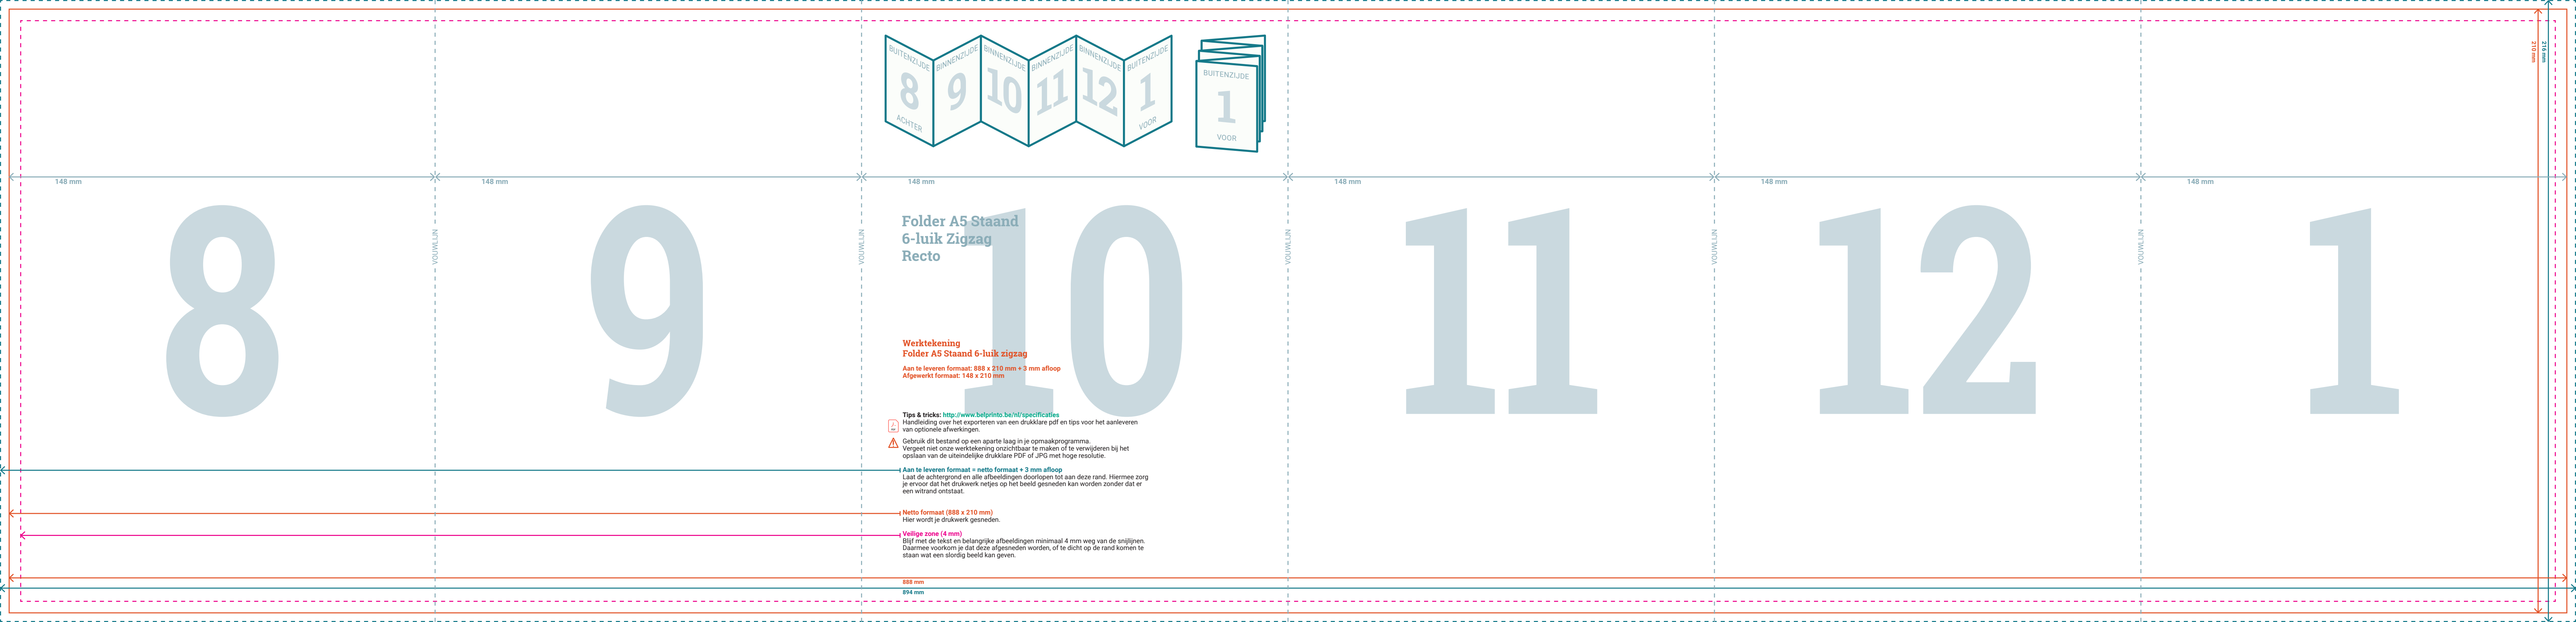 BUITENZIJDE
8
ACHTER
BINNENZIJDE
9
BINNENZIJDE
10
BINNENZIJDE
11
BINNENZIJDE
12
BUITENZIJDE
1
VOOR
BUITENZIJDE
1
VOOR
210 mm
216 mm
148 mm
148 mm
148 mm
148 mm
148 mm
148 mm
8
VOUWLIJN
9
VOUWLIJN
10
VOUWLIJN
11
VOUWLIJN
12
VOUWLIJN
1
Folder A5 Staand
6-luik Zigzag
Recto
Werktekening
Folder A5 Staand 6-luik zigzag
Aan te leveren formaat: 888 x 210 mm + 3 mm afloop
Afgewerkt formaat: 148 x 210 mm
Tips & tricks: http://www.belprinto.be/nl/specificaties
Handleiding over het exporteren van een drukklare pdf en tips voor het aanleveren
van optionele afwerkingen.
Gebruik dit bestand op een aparte laag in je opmaakprogramma.
Vergeet niet onze werktekening onzichtbaar te maken of te verwijderen bij het
opslaan van de uiteindelijke drukklare PDF of JPG met hoge resolutie.
Aan te leveren formaat = netto formaat + 3 mm afloop
Laat de achtergrond en alle afbeeldingen doorlopen tot aan deze rand. Hiermee zorg
je ervoor dat het drukwerk netjes op het beeld gesneden kan worden zonder dat er
een witrand ontstaat.
Netto formaat (888 x 210 mm)
Hier wordt je drukwerk gesneden.
Veilige zone (4 mm)
Blijf met de tekst en belangrijke afbeeldingen minimaal 4 mm weg van de snijlijnen.
Daarmee voorkom je dat deze afgesneden worden, of te dicht op de rand komen te
staan wat een slordig beeld kan geven.
888 mm
894 mm